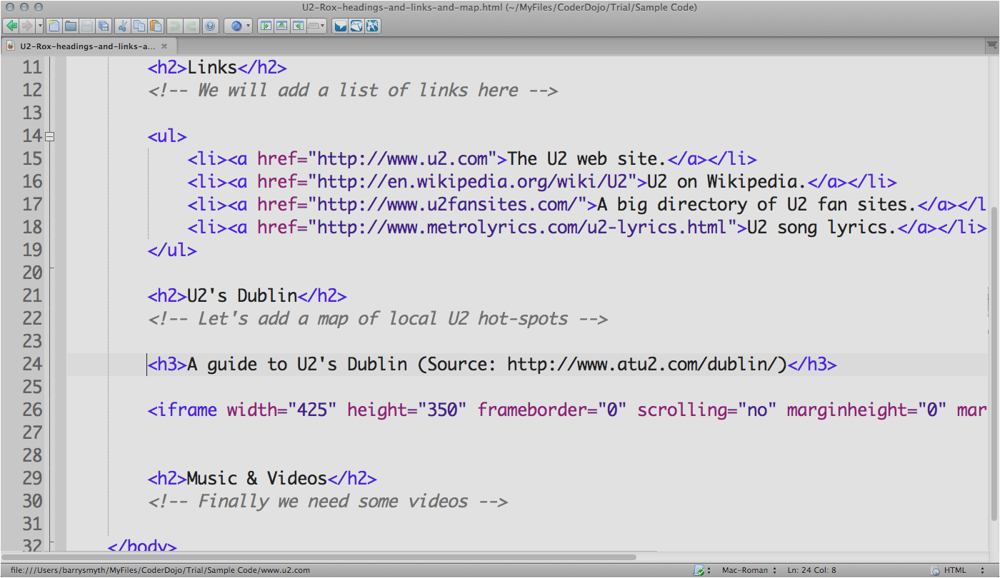 U2-Rox-headings-and-links-and-map.html (~/MyFiles/CoderDojo/Trial/Sample Code)
U2-Rox-headings-and-links-a...
11 <h2>Links</h2>
12 <!-- We will add a list of links here -->
13
14 <ul>
15 <li><a href="http://www.u2.com">The U2 web site.</a></li>
16 <li><a href="http://en.wikipedia.org/wiki/U2">U2 on Wikipedia.</a></li>
17 <li><a href="http://www.u2fansites.com/">A big directory of U2 fan sites.</a></l
18 <li><a href="http://www.metrolyrics.com/u2-lyrics.html">U2 song lyrics.</a></li>
19 </ul>
20
21 <h2>U2's Dublin</h2>
22 <!-- Let's add a map of local U2 hot-spots -->
23
24 <h3>A guide to U2's Dublin (Source: http://www.atu2.com/dublin/)</h3>
25
26 <iframe width="425" height="350" frameborder="0" scrolling="no" marginheight="0" mar
27
28
29 <h2>Music & Videos</h2>
30 <!-- Finally we need some videos -->
31
32 </body>
file:///Users/barrysmyth/MyFiles/CoderDojo/Trial/Sample Code/www.u2.com Mac-Roman Ln: 24 Col: 8 HTML